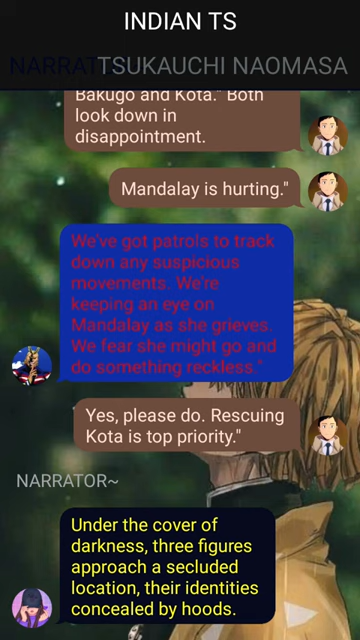 INDIAN TS
NARRATOR TSUKAUCHI NAOMASA
Bakugo and Kota." Both
look down in
disappointment.
Mandalay is hurting."
We've got patrols to track
down any suspicious
movements. We're
keeping an eye on
Mandalay as she grieves.
We fear she might go and
do something reckless."
Yes, please do. Rescuing
Kota is top priority."
NARRATOR~
Under the cover of
darkness, three figures
approach a secluded
location, their identities
concealed by hoods.